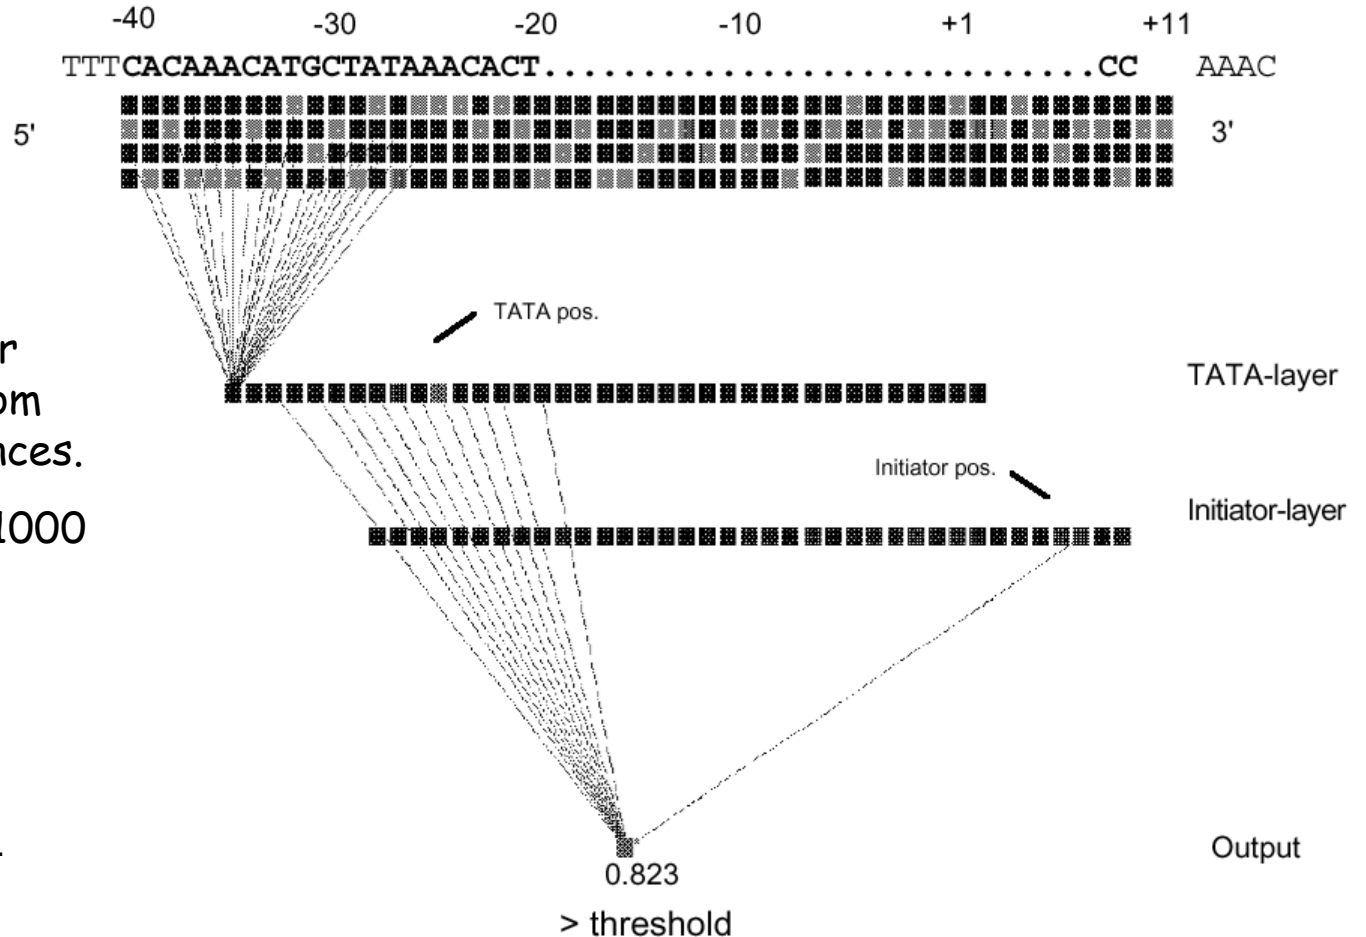 -40 -30 -20 -10 +1 +11
TTTCACAAACATGCTATAAACACT...........................CC AAAC
5' 3'
TATA pos.
TATA-layer
nces.
Initiator pos.
Initiator-layer
1000
Output
0.823
> threshold